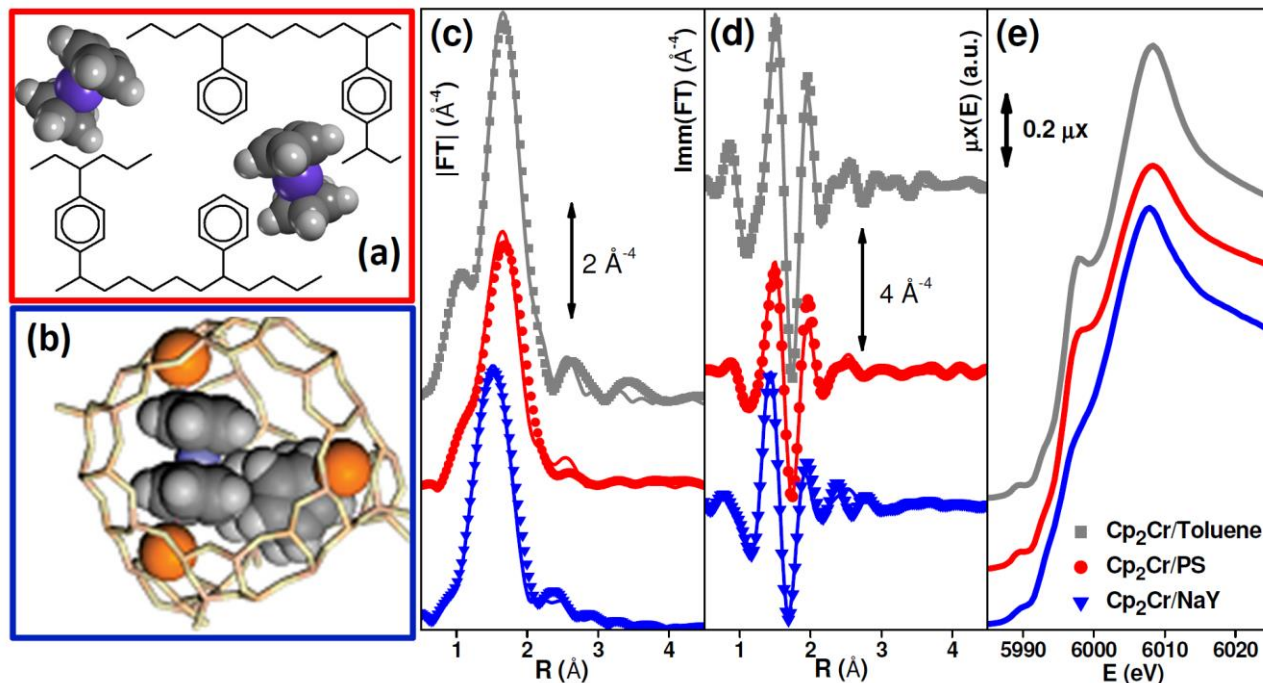 (a)
(b)
(c)
|FT| (Å⁻⁴)
2 Å⁻⁴
1 2 3 4
R (Å)
(d)
Imm(FT) (Å⁻⁴)
4 Å⁻⁴
1 2 3 4
R (Å)
(e)
μx(E) (a.u.)
0.2 μx
Cp₂Cr/Toluene
Cp₂Cr/PS
Cp₂Cr/NaY
5990 6000 6010 6020
E (eV)